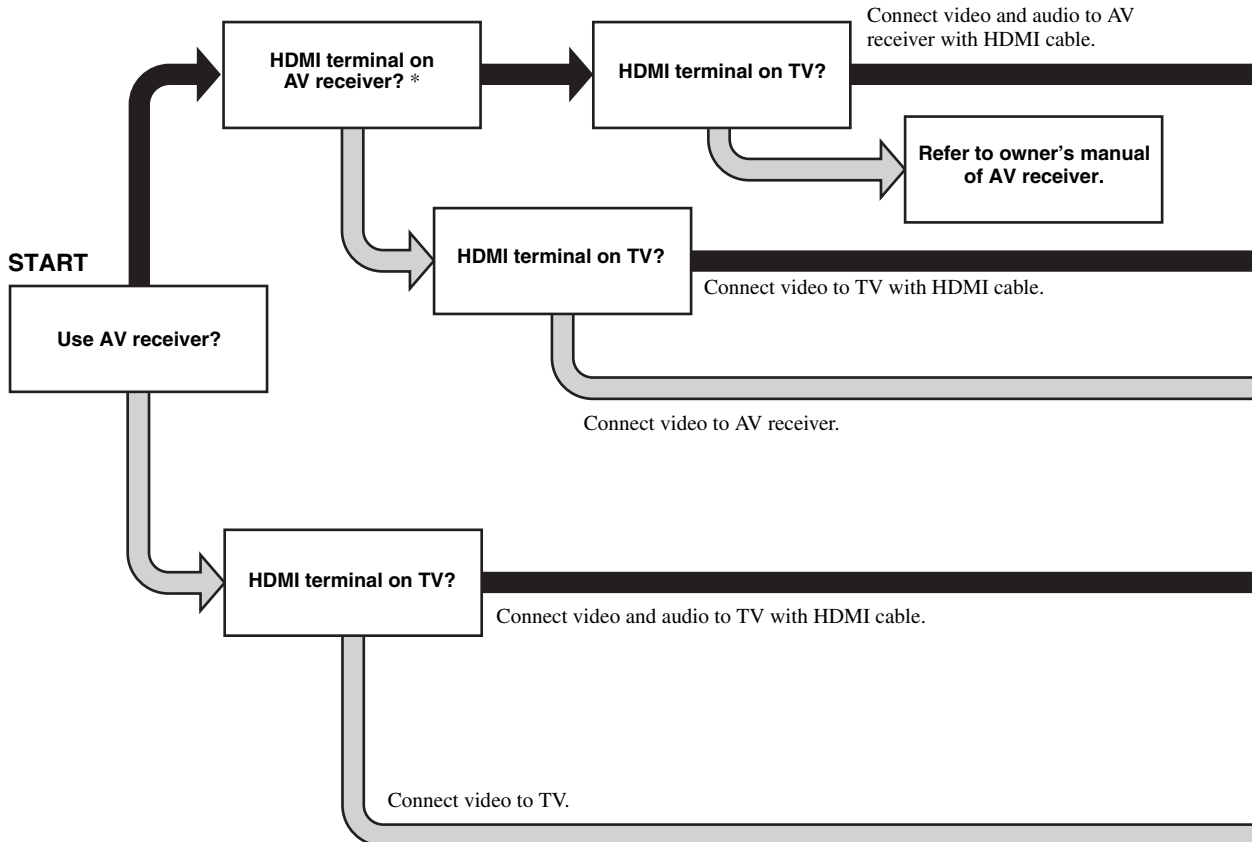 Connect video and audio to AV
receiver with HDMI cable.
HDMI terminal on
AV receiver? *
HDMI terminal on TV?
Refer to owner's manual
of AV receiver.
HDMI terminal on TV?
START
Connect video to TV with HDMI cable.
Use AV receiver?
Connect video to AV receiver.
HDMI terminal on TV?
Connect video and audio to TV with HDMI cable.
Connect video to TV.